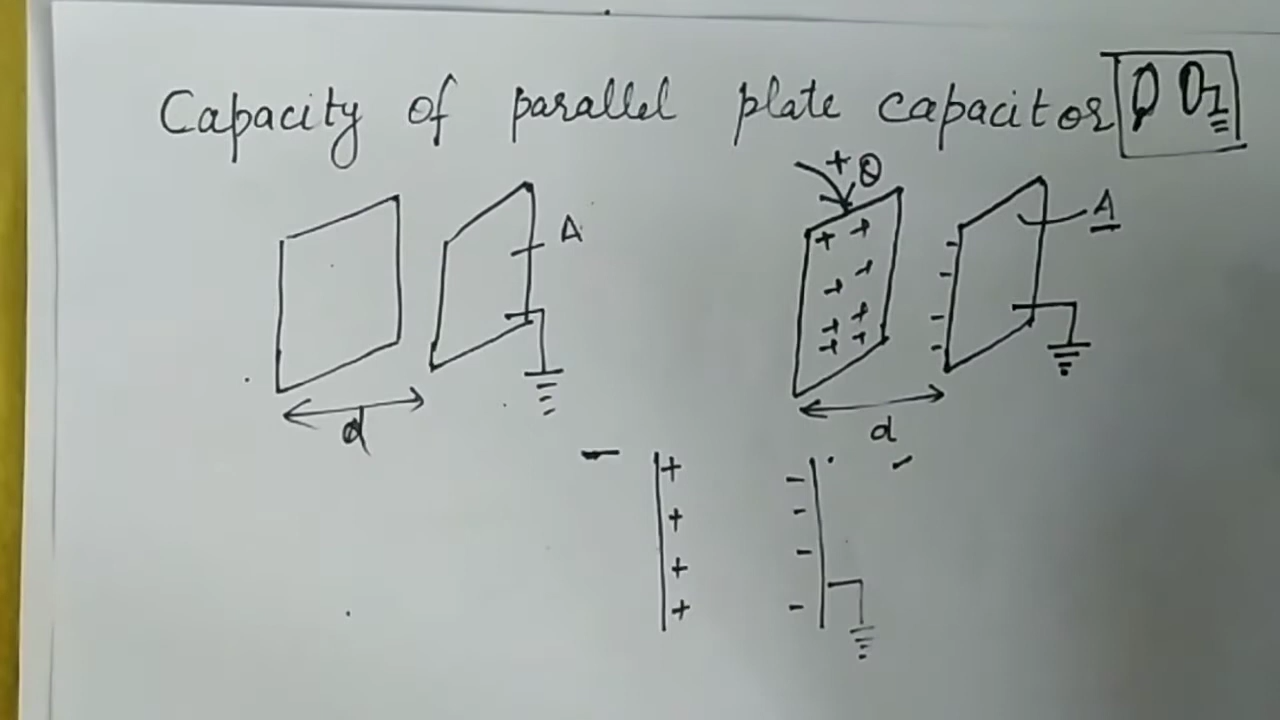 Capacity of parallel plate capacitor
+Q
A
A
+ +
+
+
+ +
+ +
-
-
-
-
d
d
+ -
+ -
+ -
+ -